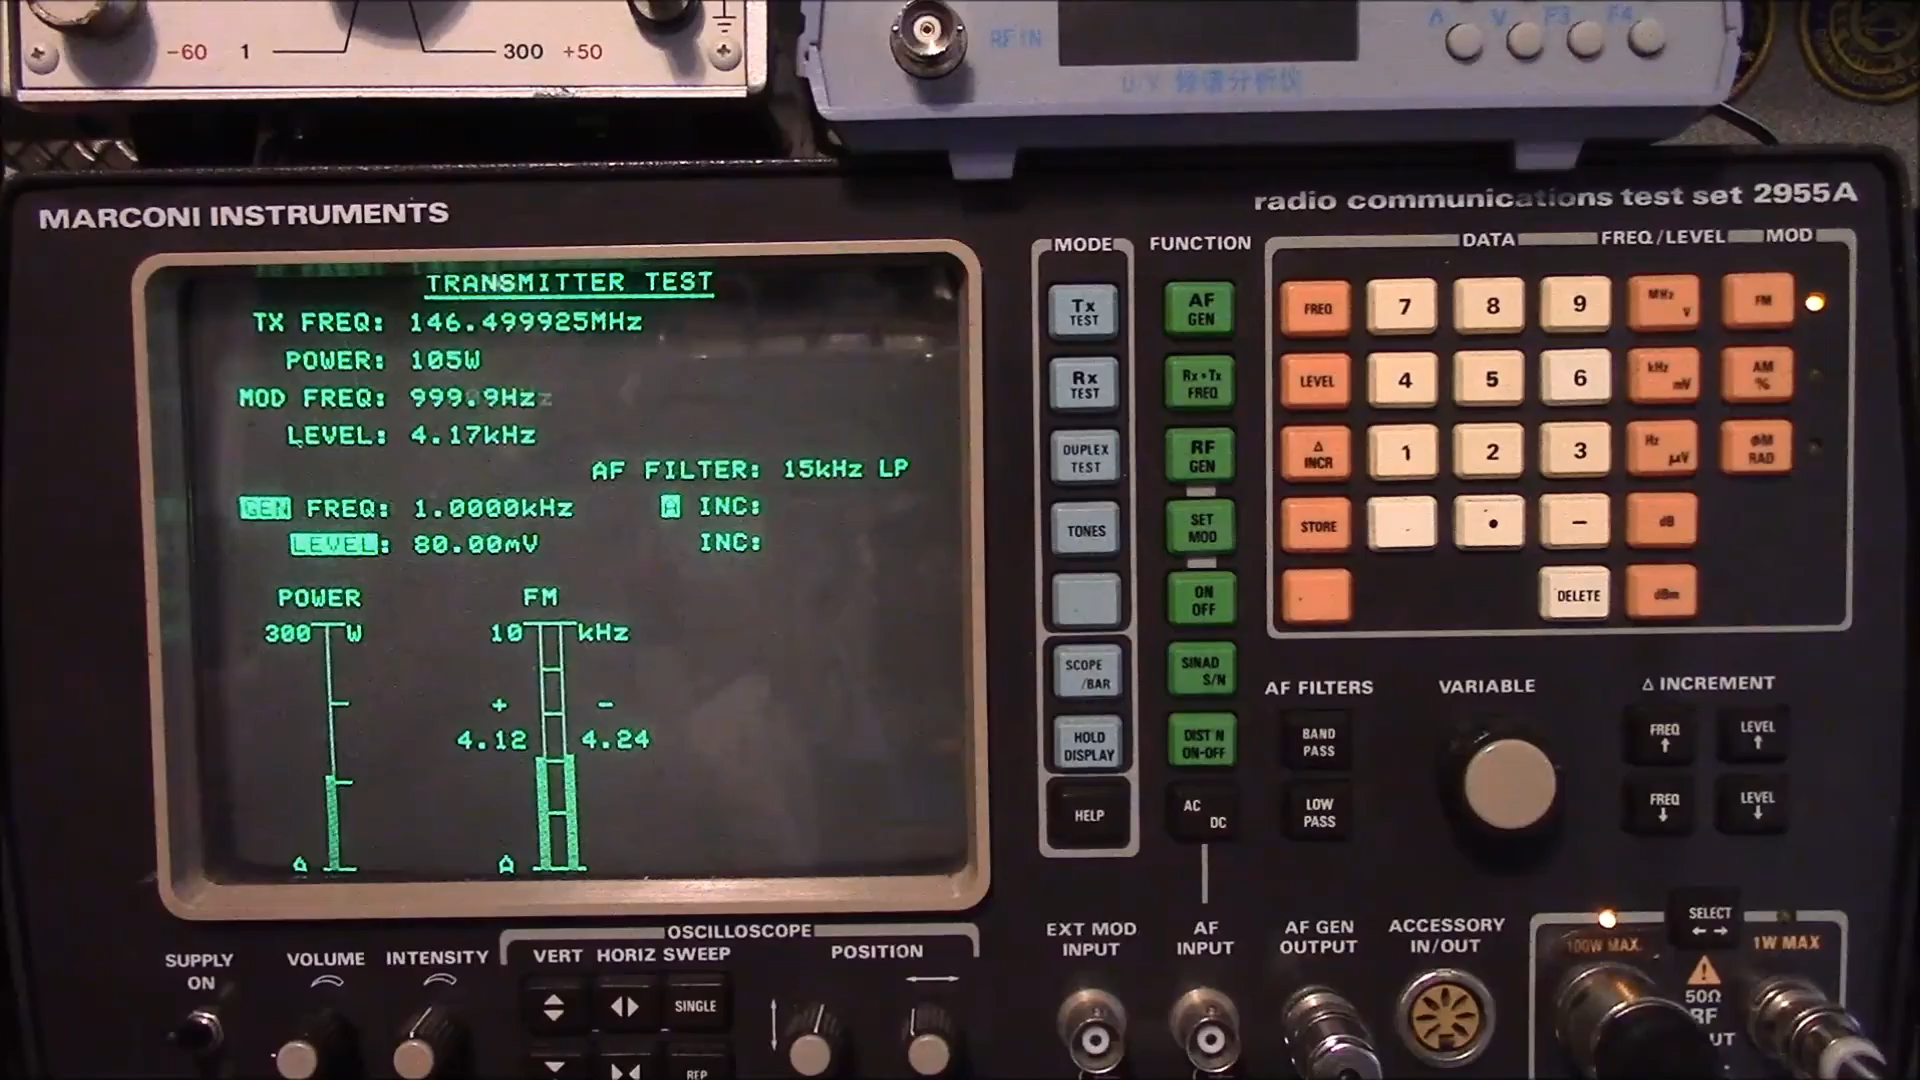 -60 1 300 +50
RF IN
Λ V F3 F4
U/V
MARCONI INSTRUMENTS
radio communications test set 2955A
TRANSMITTER TEST
TX FREQ: 146.499925MHz
POWER: 105W
MOD FREQ: 999.9Hz
LEVEL: 4.17kHz
AF FILTER: 15kHz LP
GEN FREQ: 1.0000kHz
INC:
LEVEL: 80.00mV
INC:
POWER
300 W
FM
10 kHz
+ -
4.12 4.24
MODE
Tx
TEST
Rx
TEST
DUPLEX
TEST
TONES
SCOPE
/BAR
HOLD
DISPLAY
HELP
FUNCTION
AF
GEN
Rx•Tx
FREQ
RF
GEN
SET
MOD
ON
OFF
SINAD
S/N
DIST'N
ON-OFF
AC
DC
DATA FREQ/LEVEL MOD
FREQ 7 8 9 MHz V FM
LEVEL 4 5 6 kHz mV AM %
Δ INCR 1 2 3 Hz μV ΦM RAD
STORE . • – dB
DELETE dBm
AF FILTERS
BAND
PASS
LOW
PASS
VARIABLE
Δ INCREMENT
FREQ ↑ LEVEL ↑
FREQ ↓ LEVEL ↓
SUPPLY
ON
VOLUME
INTENSITY
OSCILLOSCOPE
VERT HORIZ SWEEP POSITION
SINGLE
REP
EXT MOD
INPUT
AF
INPUT
AF GEN
OUTPUT
ACCESSORY
IN/OUT
SELECT
100W MAX.
1W MAX
50Ω
RF